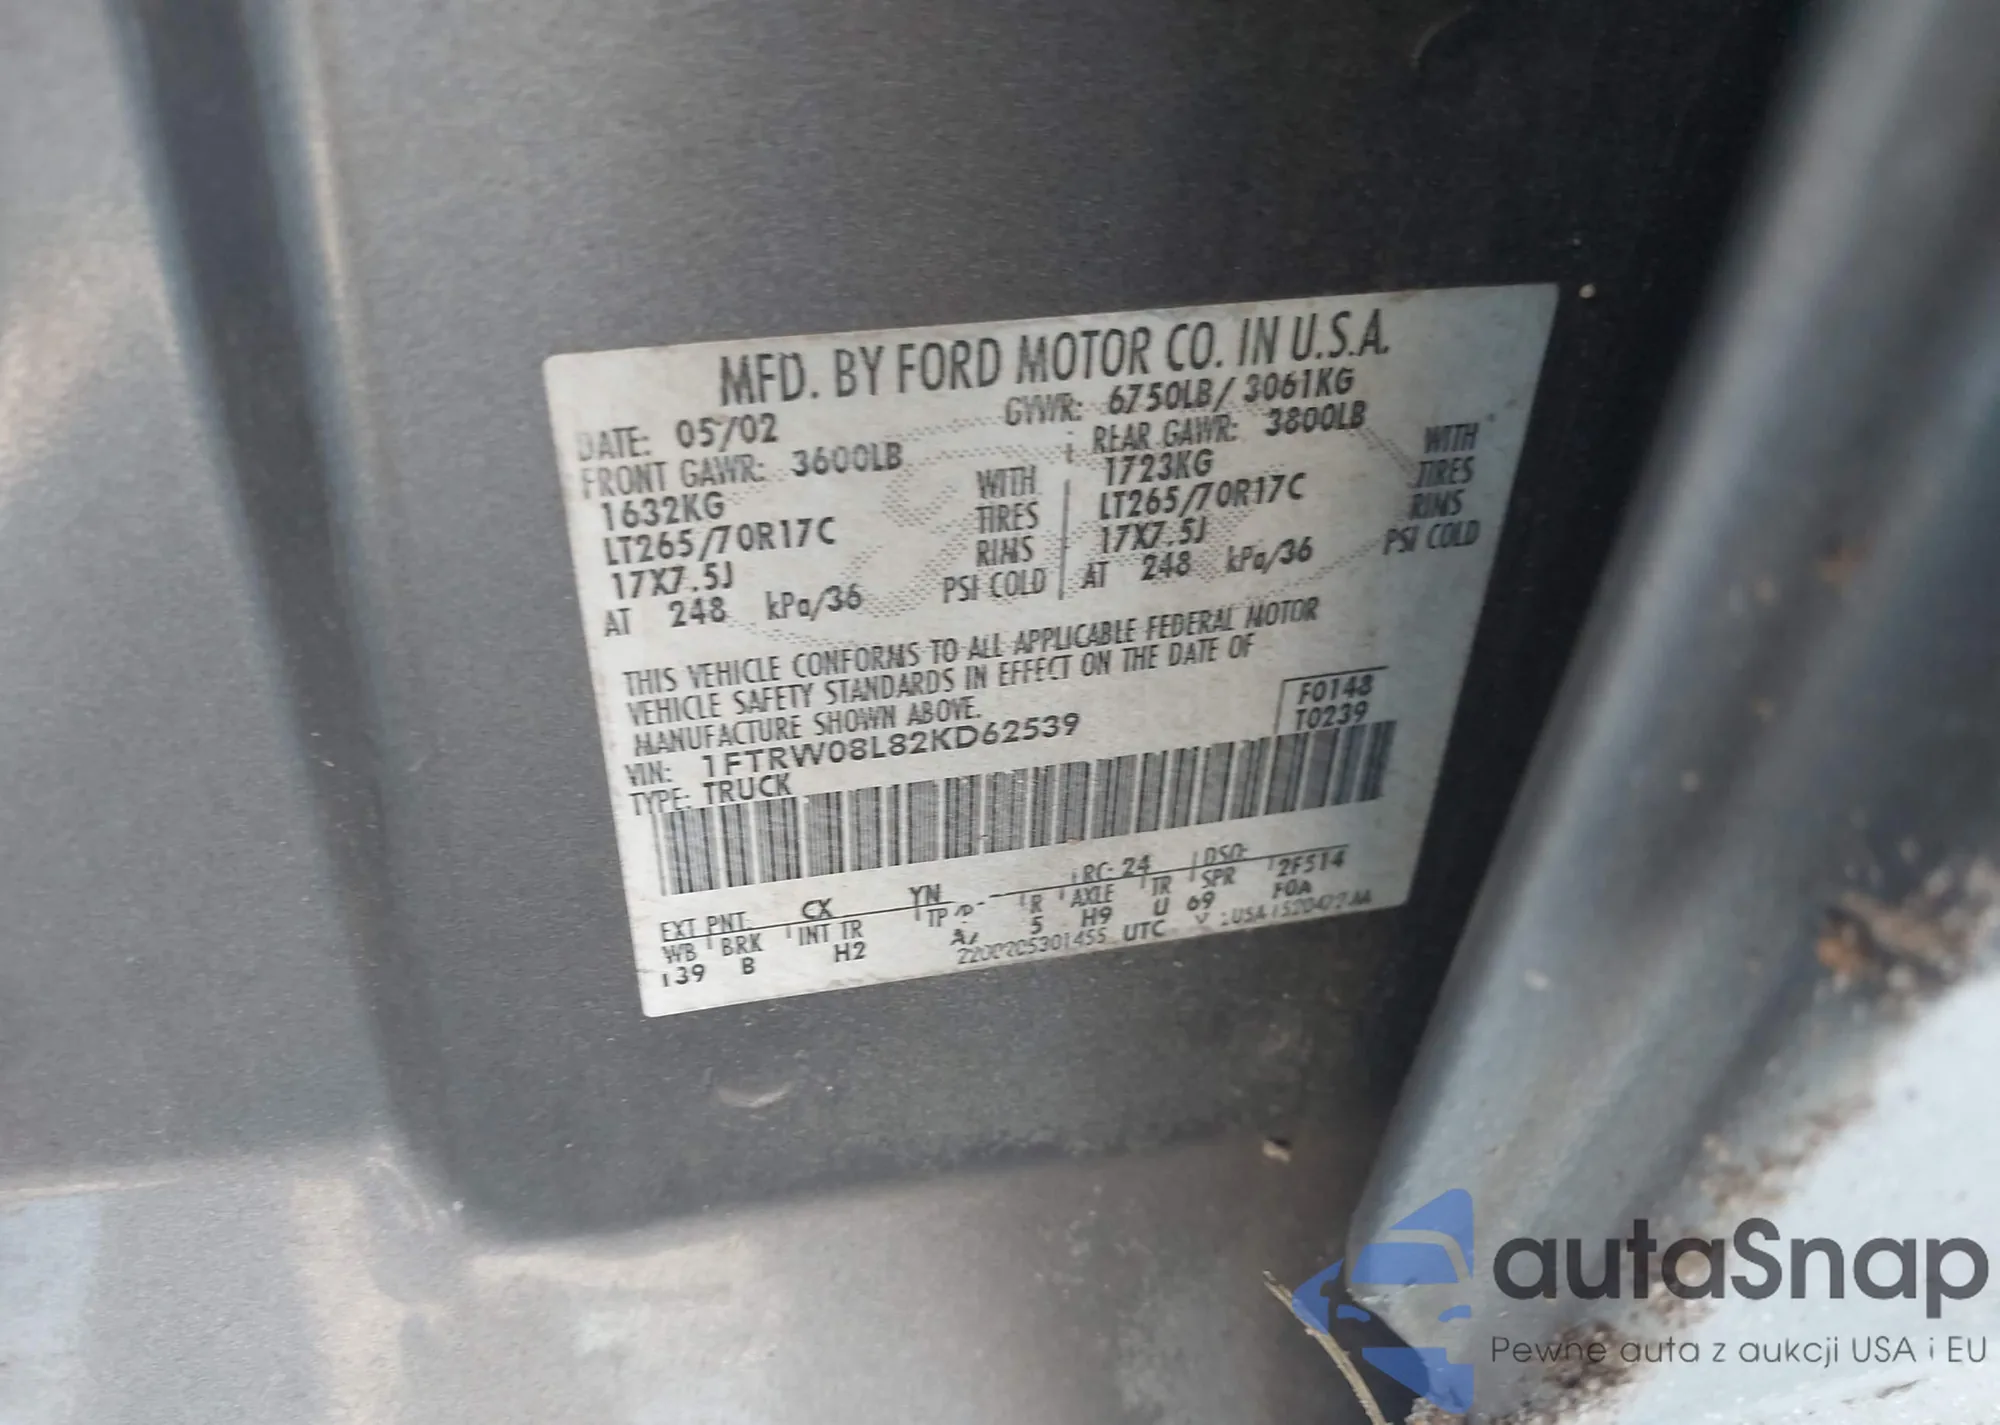 MFD. BY FORD MOTOR CO. IN U.S.A.
DATE: 05/02 GVWR: 6750LB/ 3061KG
FRONT GAWR: 3600LB REAR GAWR: 3800LB
1632KG WITH 1723KG WITH
LT265/70R17C TIRES LT265/70R17C TIRES
17X7.5J RIMS 17X7.5J RIMS
AT 248 kPa/36 PSI COLD AT 248 kPa/36 PSI COLD
THIS VEHICLE CONFORMS TO ALL APPLICABLE FEDERAL MOTOR
VEHICLE SAFETY STANDARDS IN EFFECT ON THE DATE OF
MANUFACTURE SHOWN ABOVE.
F0148
VIN: 1FTRW08L82KD62539 T0239
TYPE: TRUCK
EXT PNT: CX YN RC: 24 DSO: 2F514
WB BRK INT TR TP R AXLE TR SPR
139 B H2 5 H9 U 69
UTC
autaSnap
Pewne auta z aukcji USA i EU